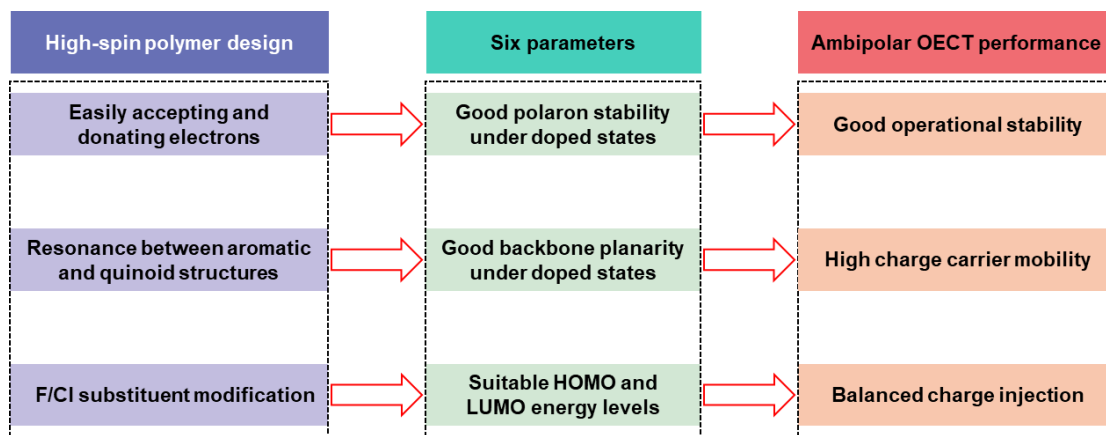 High-spin polymer design
Six parameters
Ambipolar OECT performance
Easily accepting and
donating electrons
Good polaron stability
under doped states
Good operational stability
Resonance between aromatic
and quinoid structures
Good backbone planarity
under doped states
High charge carrier mobility
F/Cl substituent modification
Suitable HOMO and
LUMO energy levels
Balanced charge injection